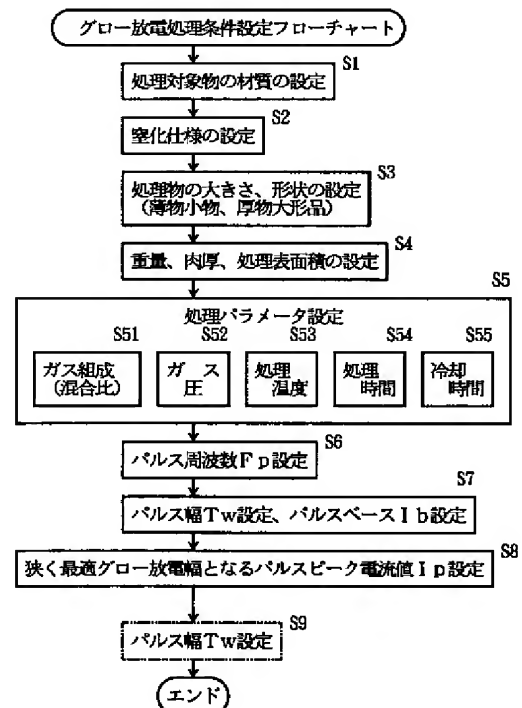 グロー放電処理条件設定フローチャート
S1
処理対象物の材質の設定
S2
窒化仕様の設定
S3
処理物の大きさ、形状の設定
(薄物小物、厚物大形品)
S4
重量、肉厚、処理表面積の設定
S5
処理パラメータ設定
S51 S52 S53 S54 S55
ガス組成 ガス 処理 処理 冷却
(混合比) 圧 温度 時間 時間
S6
パルス周波数Fp設定
S7
パルス幅Tw設定、パルスベースIb設定
S8
狭く最適グロー放電幅となるパルスピーク電流値Ip設定
S9
パルス幅Tw設定
エンド